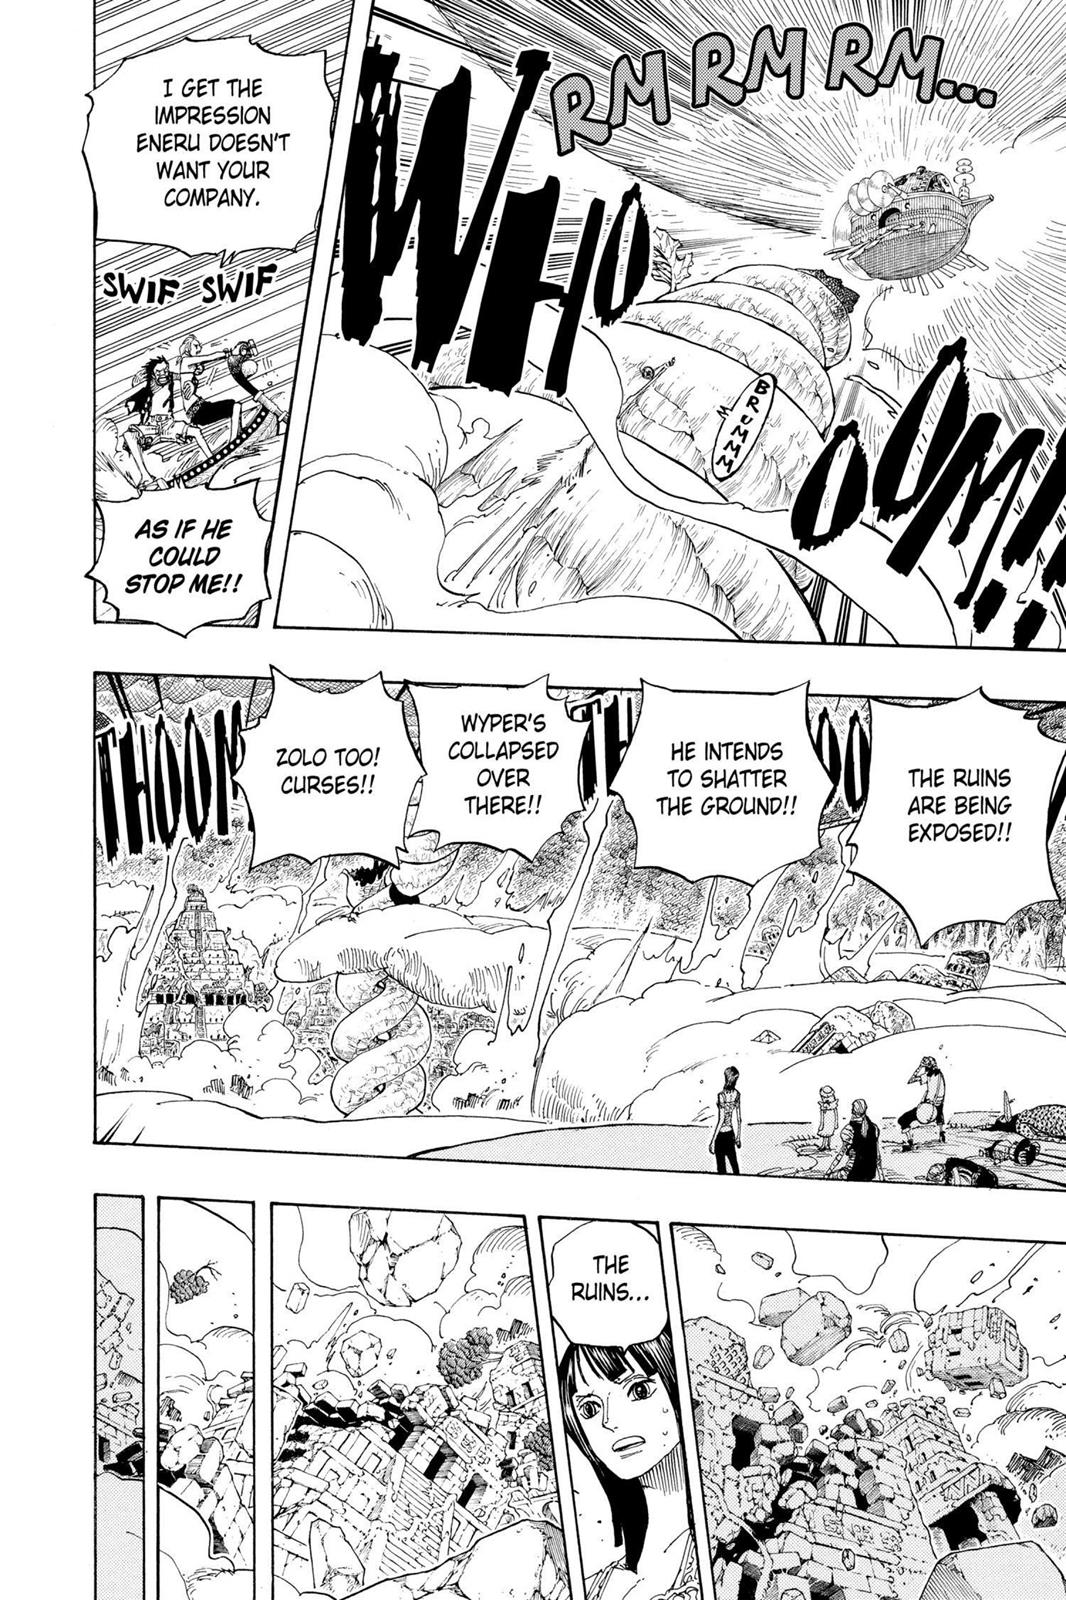 RM RM RM...
WHO
OOOM!!
BRUMMM
I GET THE
IMPRESSION
ENERU DOESN'T
WANT YOUR
COMPANY.
SWIF SWIF
AS IF HE
COULD
STOP ME!!
THE RUINS
ARE BEING
EXPOSED!!
HE INTENDS
TO SHATTER
THE GROUND!!
WYPER'S
COLLAPSED
OVER
THERE!!
ZOLO TOO!
CURSES!!
THOOM
THE
RUINS...